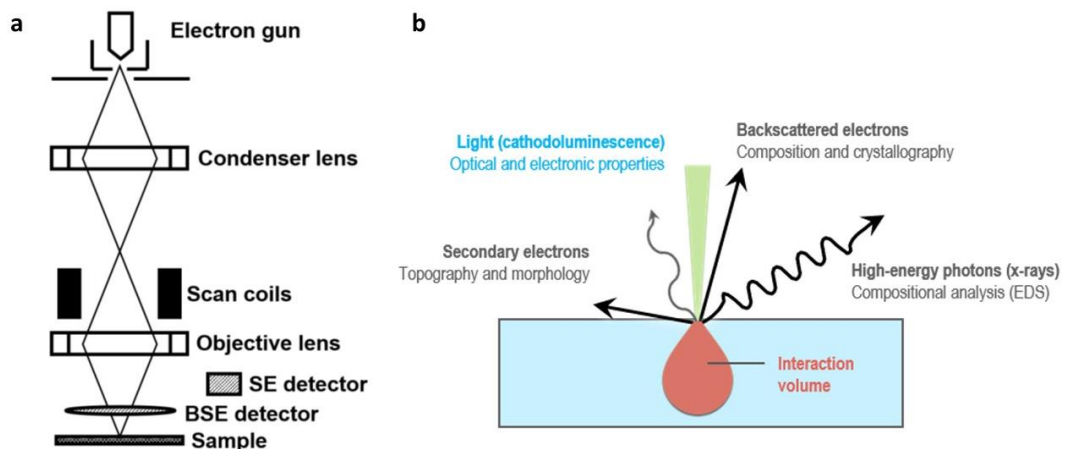 a
Electron gun
Condenser lens
Scan coils
Objective lens
SE detector
BSE detector
Sample
b
Light (cathodoluminescence)
Optical and electronic properties
Backscattered electrons
Composition and crystallography
Secondary electrons
Topography and morphology
High-energy photons (x-rays)
Compositional analysis (EDS)
Interaction
volume